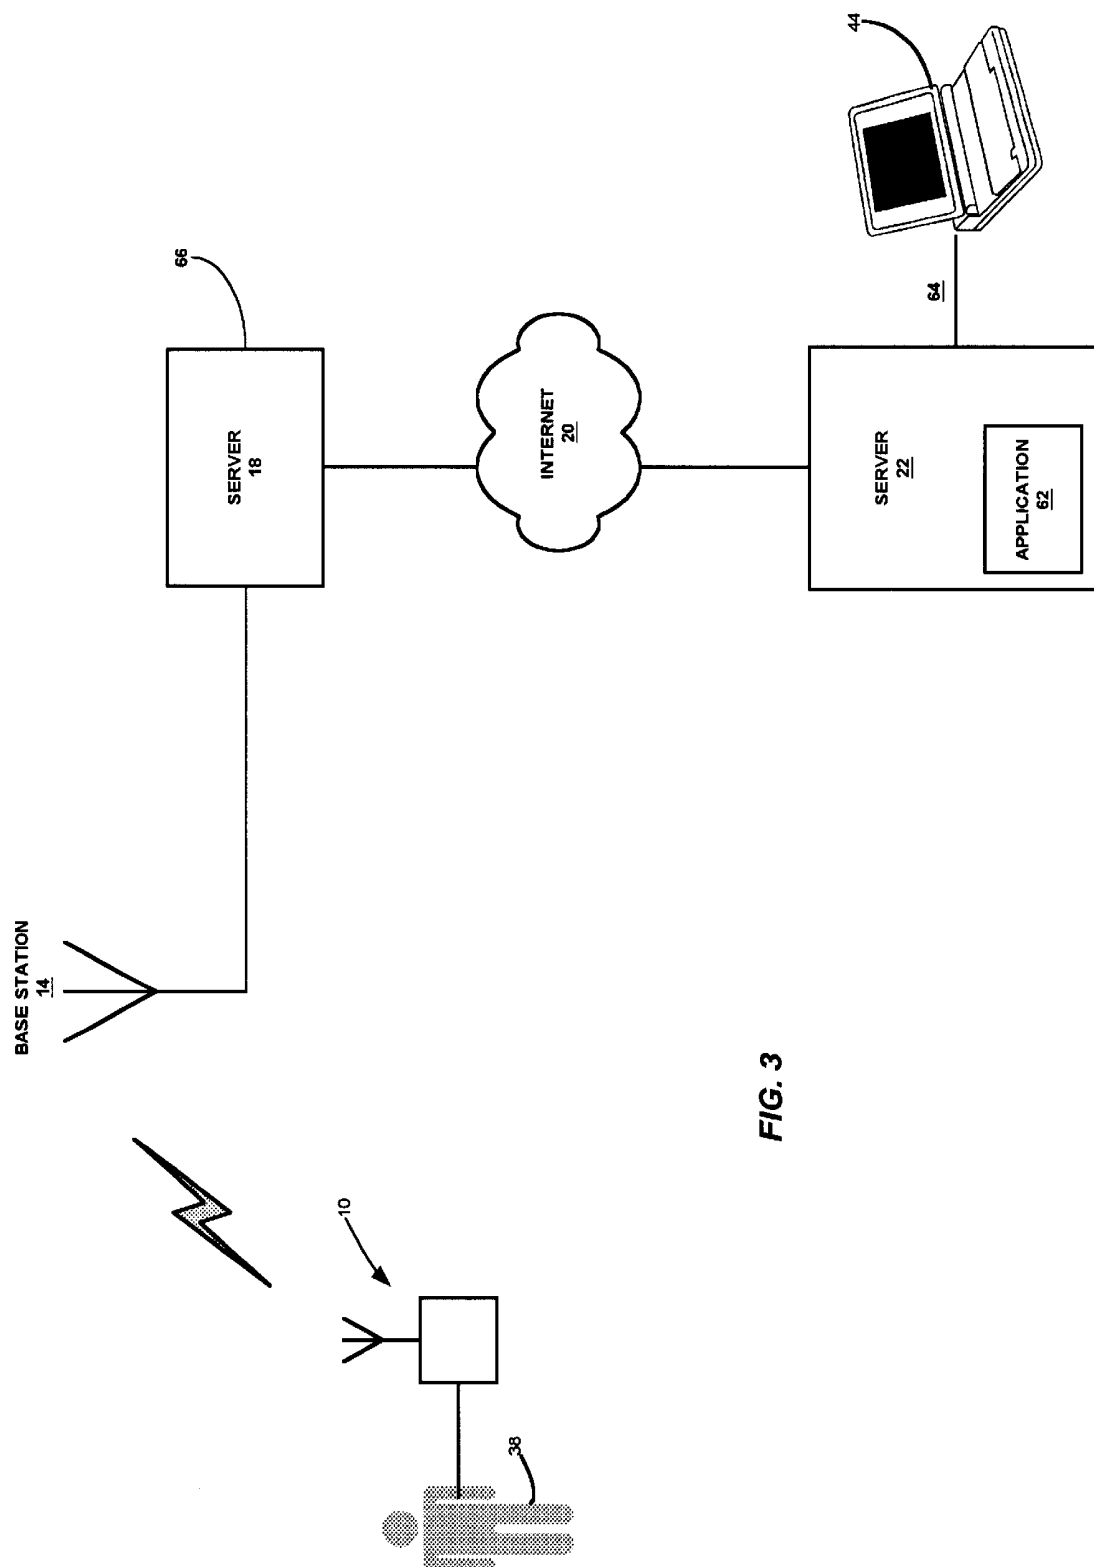 BASE STATION
14
66
SERVER
18
INTERNET
20
44
64
SERVER
22
APPLICATION
62
10
38
FIG. 3